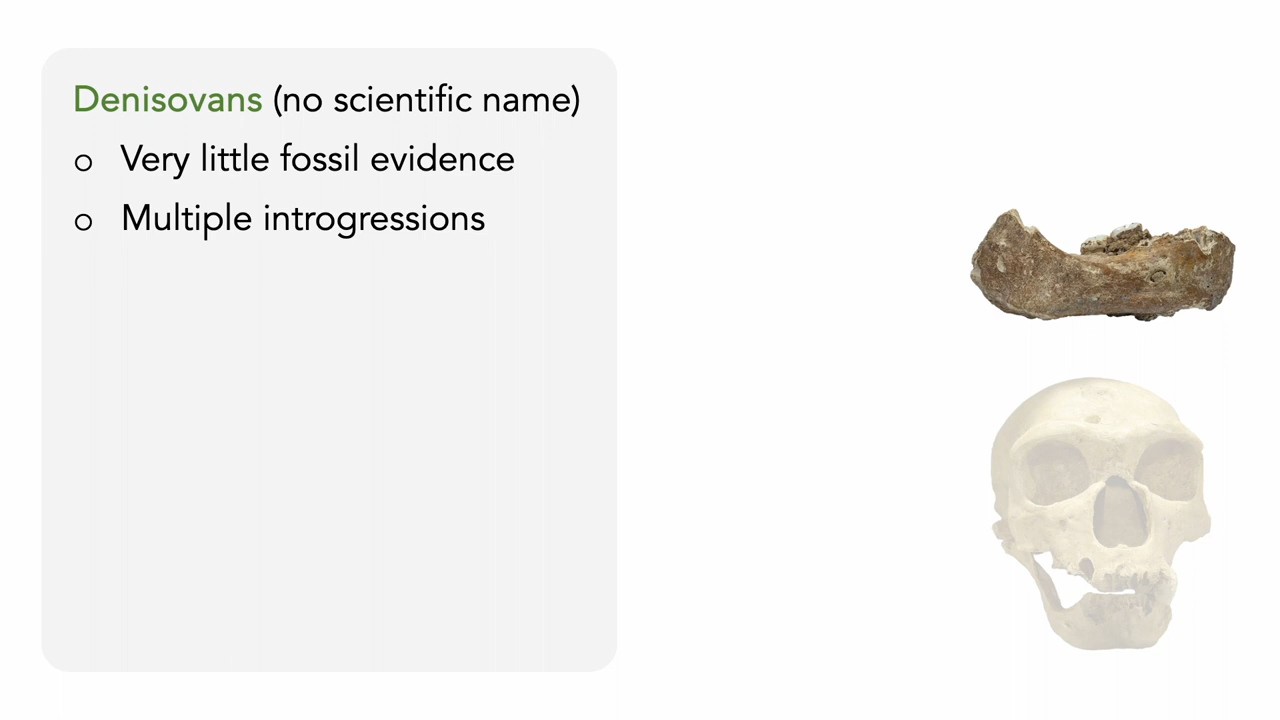 Denisovans (no scientific name)
o Very little fossil evidence
o Multiple introgressions